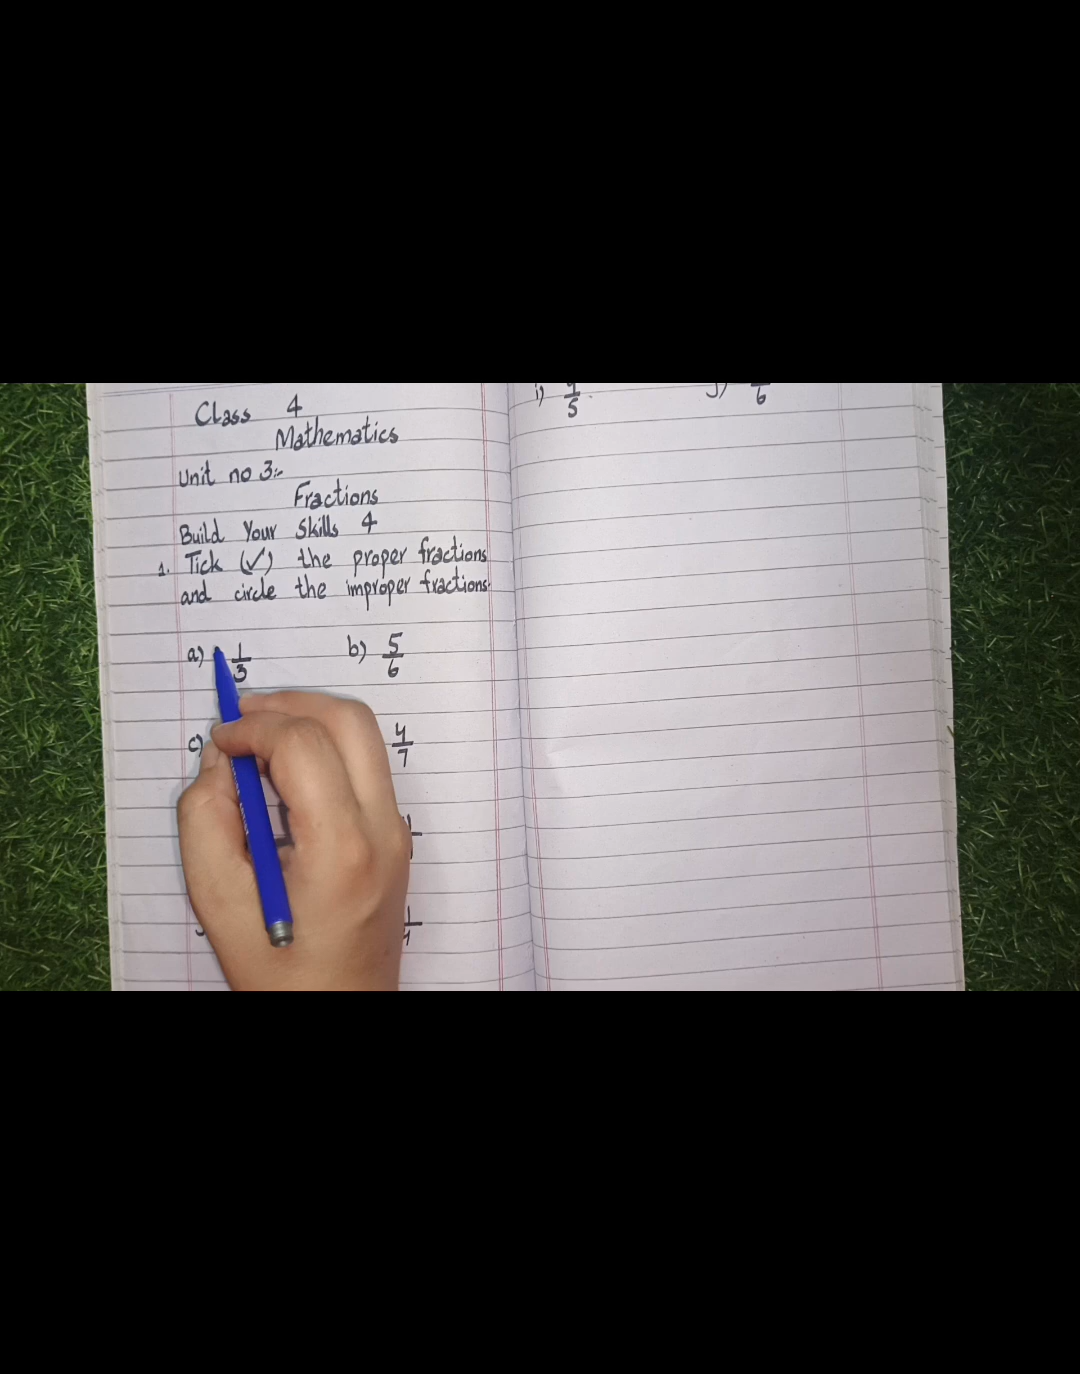 Class 4
Mathematics
Unit no 3:-
Fractions
Build Your Skills 4
1. Tick (✓) the proper fractions
and circle the improper fractions.
a) 1/3 b) 5/6
c) 4/7
i) 5
j) 6